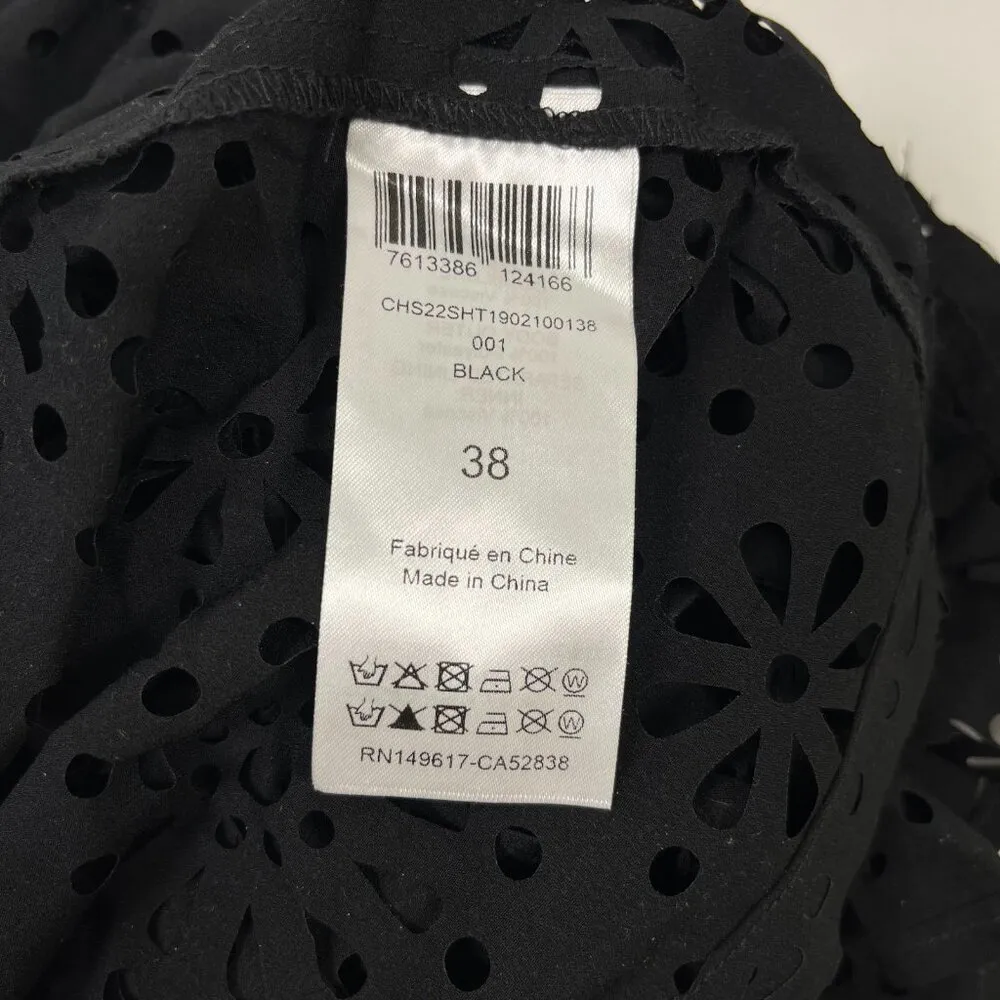 7613386 124166
CHS22SHT1902100138
001
BLACK
38
Fabriqué en Chine
Made in China
W
W
RN149617-CA52838